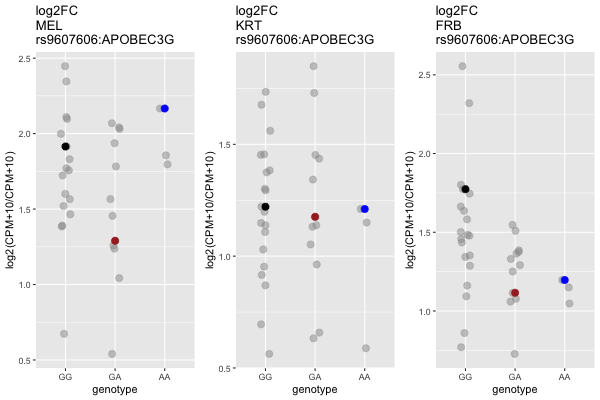 log2FC
MEL
rs9607606:APOBEC3G
log2(CPM+10/CPM+10)
2.5
2.0
1.5
1.0
0.5
GG GA AA
genotype
log2FC
KRT
rs9607606:APOBEC3G
log2(CPM+10/CPM+10)
1.5
1.0
0.5
GG GA AA
genotype
log2FC
FRB
rs9607606:APOBEC3G
log2(CPM+10/CPM+10)
2.5
2.0
1.5
1.0
GG GA AA
genotype